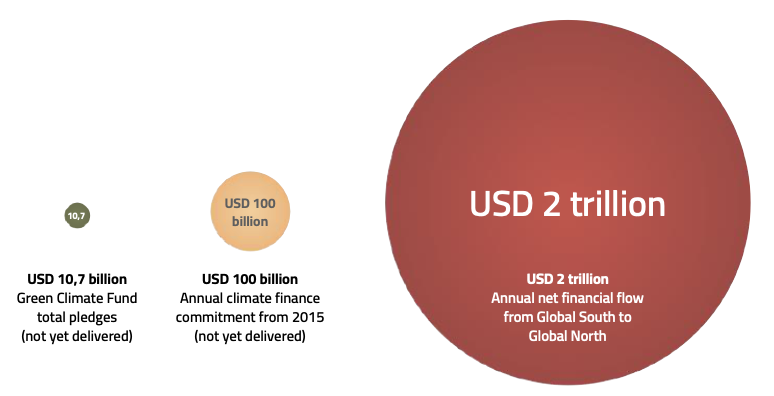 10,7
USD 10,7 billion
Green Climate Fund
total pledges
(not yet delivered)
USD 100
billion
USD 100 billion
Annual climate finance
commitment from 2015
(not yet delivered)
USD 2 trillion
USD 2 trillion
Annual net financial flow
from Global South to
Global North